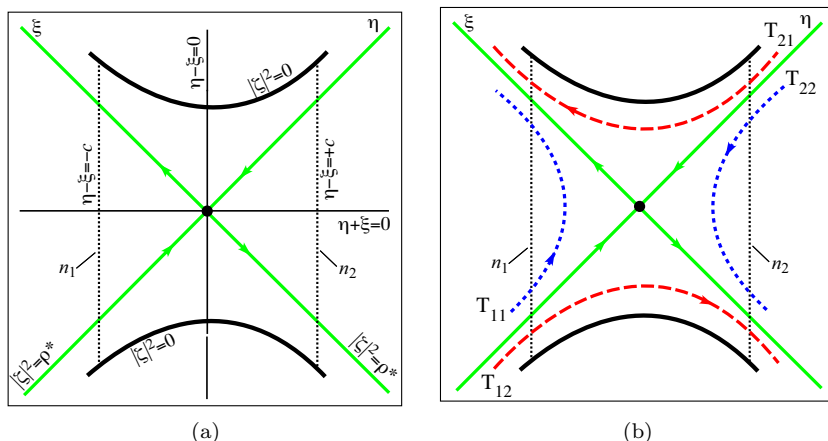 ξ
η
η−ξ=0
|ξ|²=0
η−ξ=−c
η−ξ=+c
η+ξ=0
n₁
n₂
|ξ|²=ρ*
|ξ|²=0
|ξ|²=ρ*
(a)
ξ
η
T₂₁
T₂₂
n₁
n₂
T₁₁
T₁₂
(b)